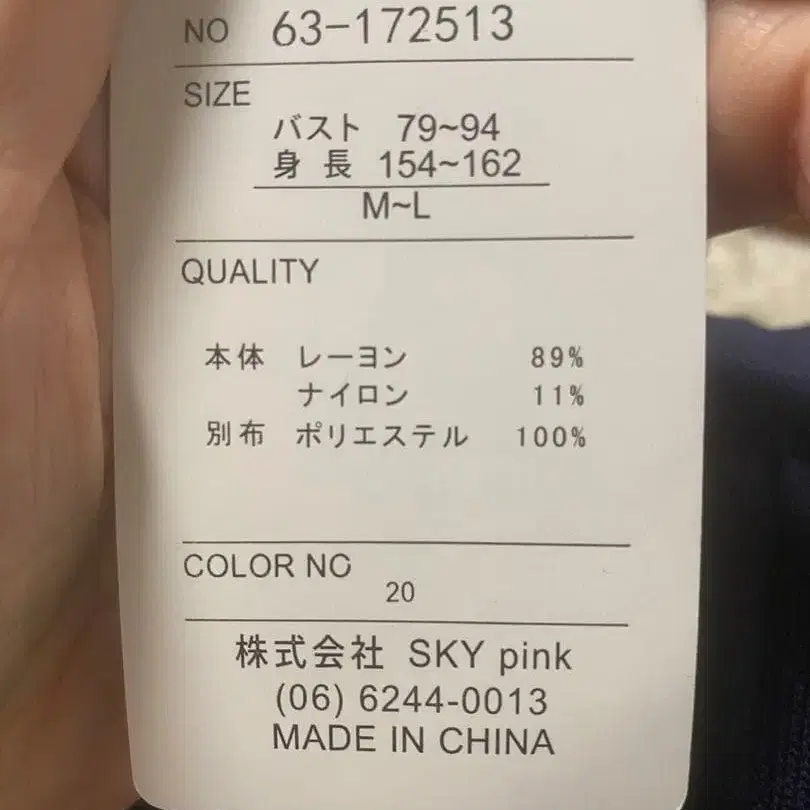 NO 63-172513
SIZE
バスト 79~94
身長 154~162
M~L
QUALITY
本体 レーヨン 89%
ナイロン 11%
別布 ポリエステル 100%
COLOR NO
20
株式会社 SKY pink
(06) 6244-0013
MADE IN CHINA